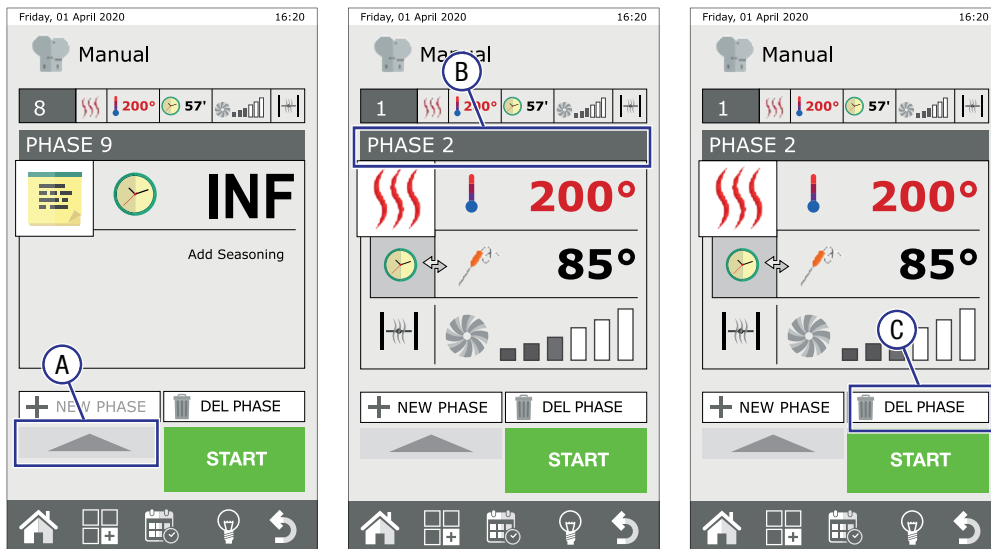 Friday, 01 April 2020 16:20
Manual
8 200° 57'
PHASE 9
INF
Add Seasoning
A
NEW PHASE DEL PHASE
START
Friday, 01 April 2020 16:20
Manual
B
1 200° 57'
PHASE 2
200°
85°
NEW PHASE DEL PHASE
START
Friday, 01 April 2020 16:20
Manual
1 200° 57'
PHASE 2
200°
85°
C
NEW PHASE DEL PHASE
START